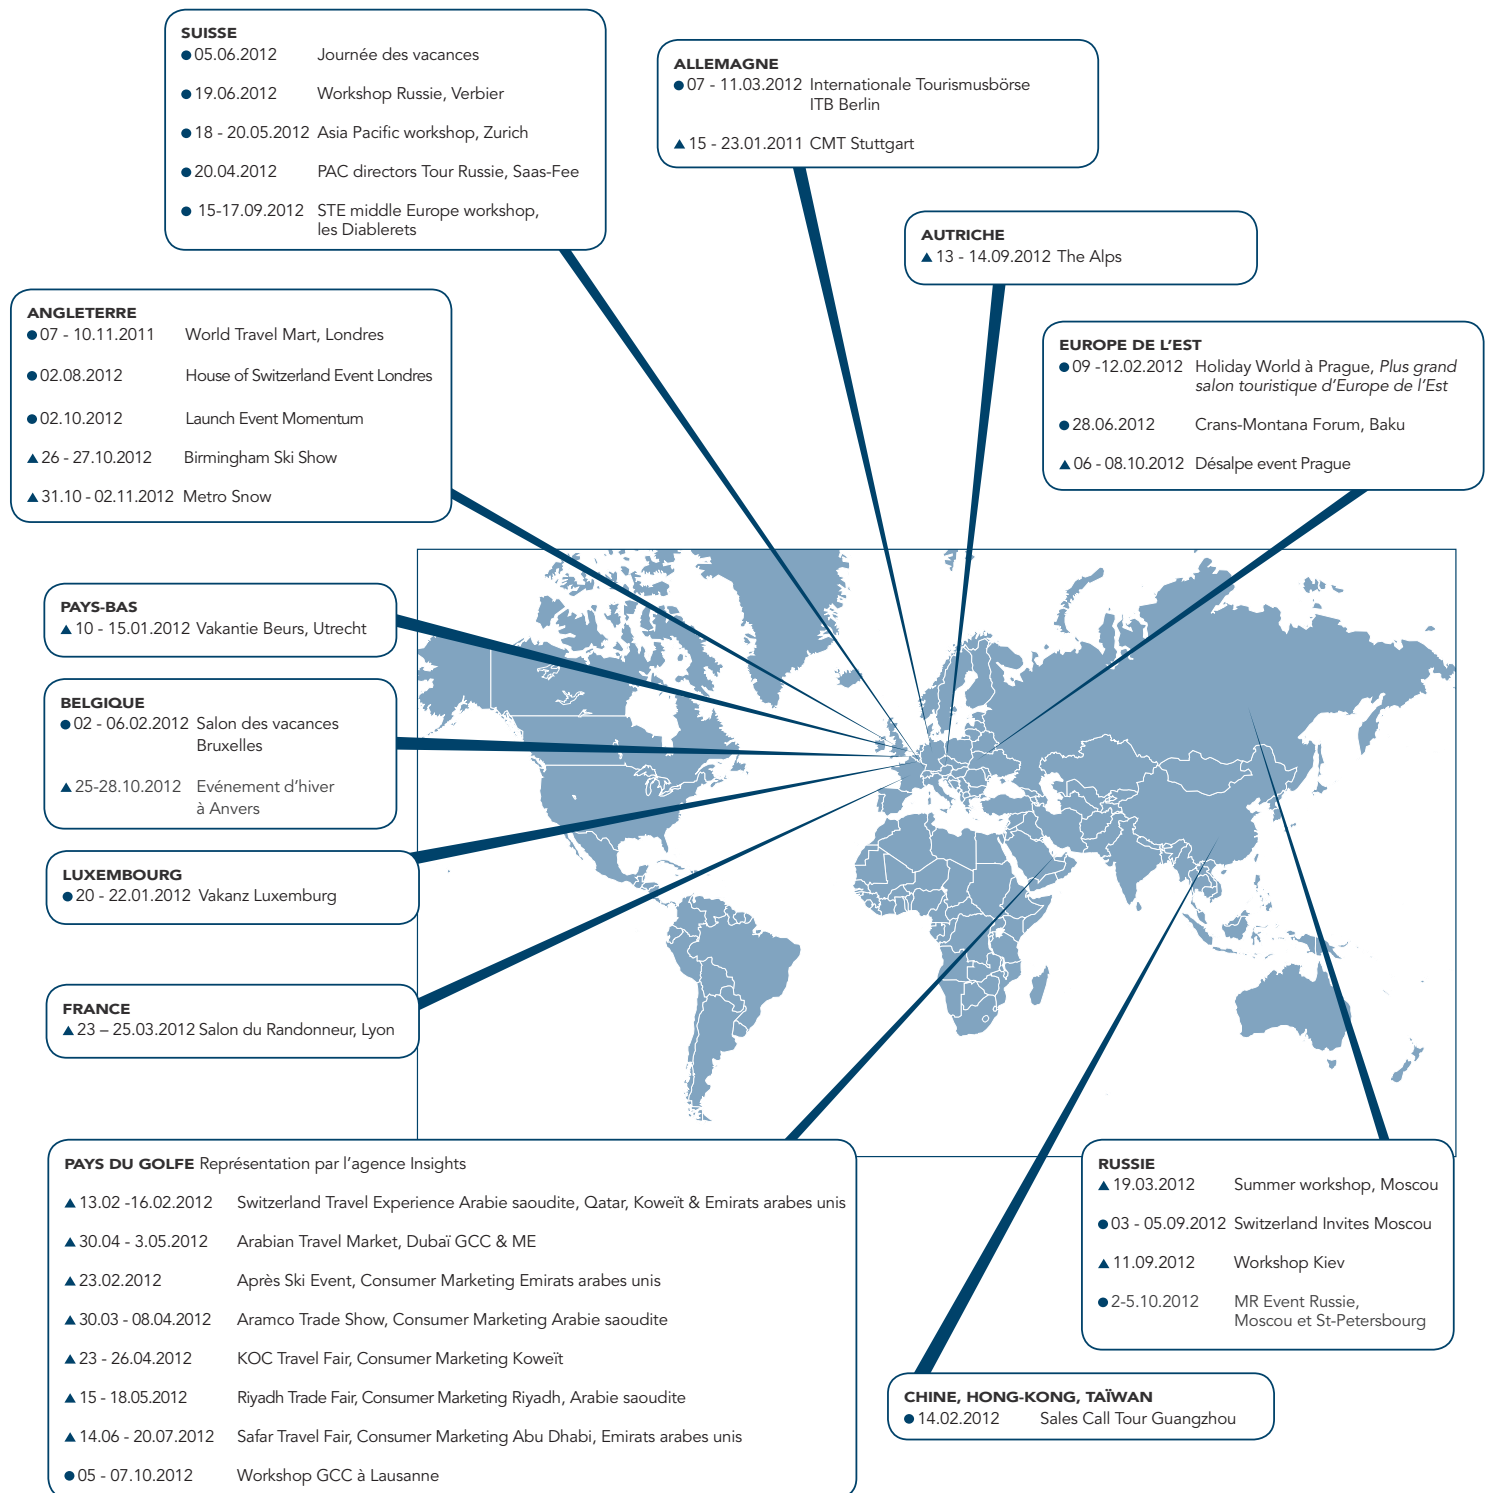 SUISSE
05.06.2012 Journée des vacances
19.06.2012 Workshop Russie, Verbier
18 - 20.05.2012 Asia Pacific workshop, Zurich
20.04.2012 PAC directors Tour Russie, Saas-Fee
15-17.09.2012 STE middle Europe workshop,
les Diablerets
ALLEMAGNE
07 - 11.03.2012 Internationale Tourismusbörse
ITB Berlin
15 - 23.01.2011 CMT Stuttgart
AUTRICHE
13 - 14.09.2012 The Alps
ANGLETERRE
07 - 10.11.2011 World Travel Mart, Londres
02.08.2012 House of Switzerland Event Londres
02.10.2012 Launch Event Momentum
26 - 27.10.2012 Birmingham Ski Show
31.10 - 02.11.2012 Metro Snow
EUROPE DE L'EST
09 -12.02.2012 Holiday World à Prague, Plus grand
salon touristique d'Europe de l'Est
28.06.2012 Crans-Montana Forum, Baku
06 - 08.10.2012 Désalpe event Prague
PAYS-BAS
10 - 15.01.2012 Vakantie Beurs, Utrecht
BELGIQUE
02 - 06.02.2012 Salon des vacances
Bruxelles
25-28.10.2012 Evénement d'hiver
à Anvers
LUXEMBOURG
20 - 22.01.2012 Vakanz Luxemburg
FRANCE
23 – 25.03.2012 Salon du Randonneur, Lyon
PAYS DU GOLFE Représentation par l'agence Insights
13.02 -16.02.2012 Switzerland Travel Experience Arabie saoudite, Qatar, Koweït & Emirats arabes unis
30.04 - 3.05.2012 Arabian Travel Market, Dubaï GCC & ME
23.02.2012 Après Ski Event, Consumer Marketing Emirats arabes unis
30.03 - 08.04.2012 Aramco Trade Show, Consumer Marketing Arabie saoudite
23 - 26.04.2012 KOC Travel Fair, Consumer Marketing Koweït
15 - 18.05.2012 Riyadh Trade Fair, Consumer Marketing Riyadh, Arabie saoudite
14.06 - 20.07.2012 Safar Travel Fair, Consumer Marketing Abu Dhabi, Emirats arabes unis
05 - 07.10.2012 Workshop GCC à Lausanne
RUSSIE
19.03.2012 Summer workshop, Moscou
03 - 05.09.2012 Switzerland Invites Moscou
11.09.2012 Workshop Kiev
2-5.10.2012 MR Event Russie,
Moscou et St-Petersbourg
CHINE, HONG-KONG, TAÏWAN
14.02.2012 Sales Call Tour Guangzhou